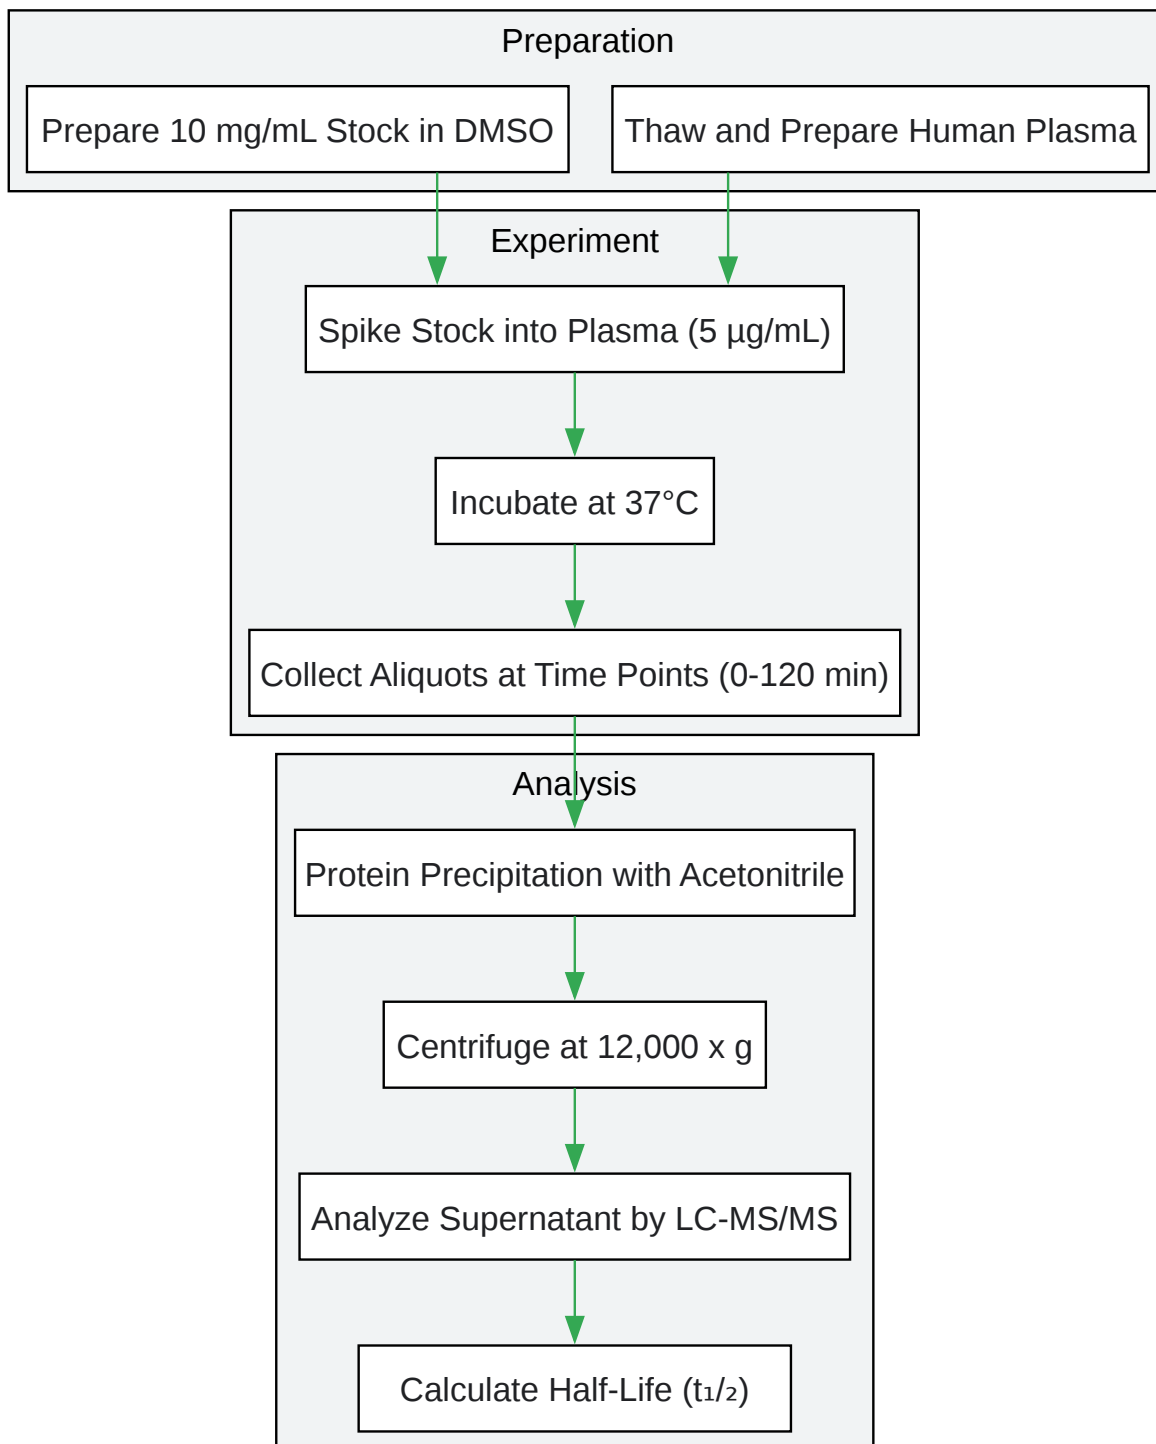 Preparation
Prepare 10 mg/mL Stock in DMSO
Thaw and Prepare Human Plasma
Experiment
Spike Stock into Plasma (5 µg/mL)
Incubate at 37°C
Collect Aliquots at Time Points (0-120 min)
Analysis
Protein Precipitation with Acetonitrile
Centrifuge at 12,000 x g
Analyze Supernatant by LC-MS/MS
Calculate Half-Life (t₁/₂)